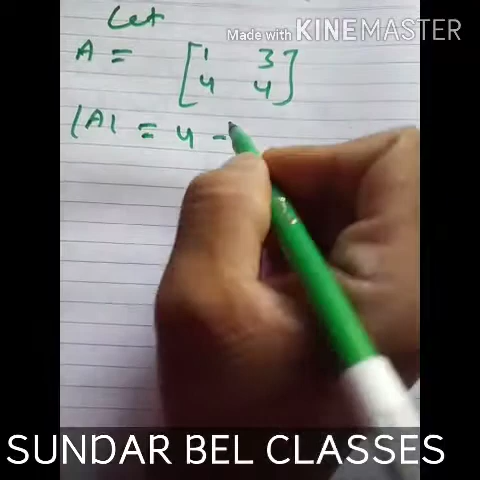 Let
Made with KINEMASTER
A = [1 3
4 4]
|A| = 4 -
SUNDAR BEL CLASSES